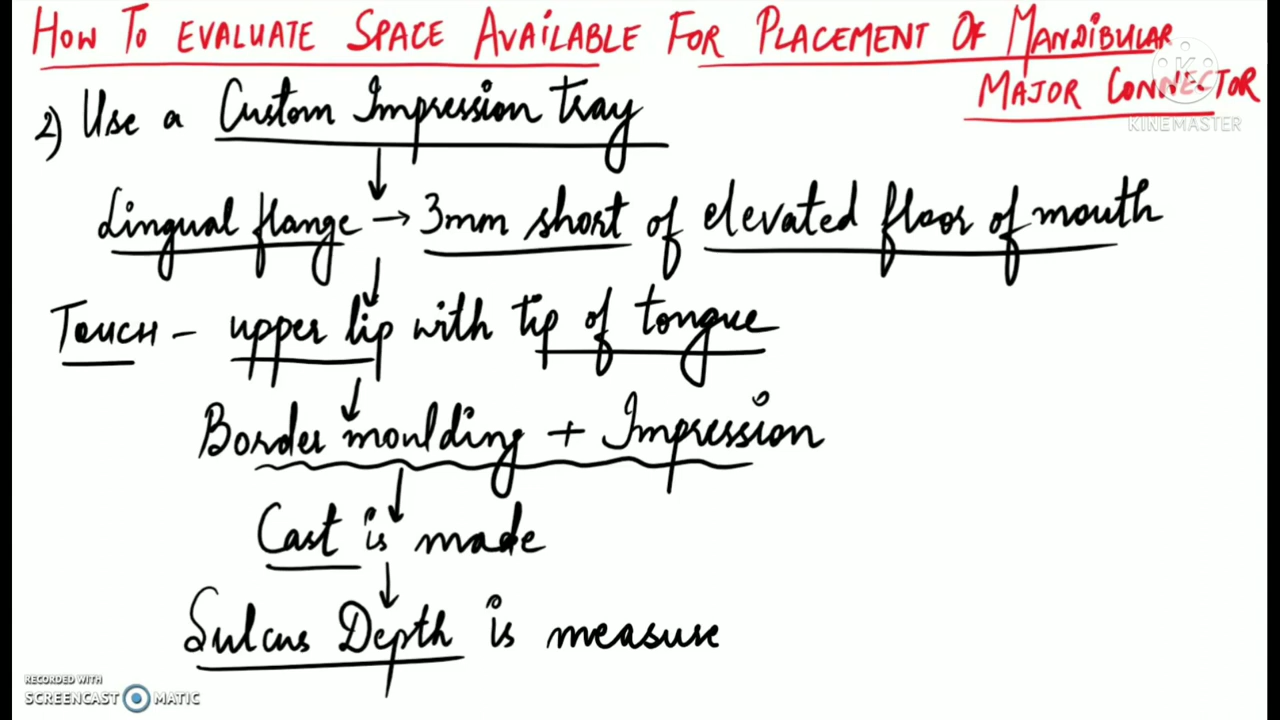 HOW TO EVALUATE SPACE AVAILABLE FOR PLACEMENT OF MANDIBULAR
MAJOR CONNECTOR
KINEMASTER
2) Use a Custom Impression tray
Lingual flange → 3mm short of elevated floor of mouth
TOUCH - upper lip with tip of tongue
Border moulding + Impression
Cast is made
Sulcus Depth is measure
RECORDED WITH
SCREENCAST MATIC